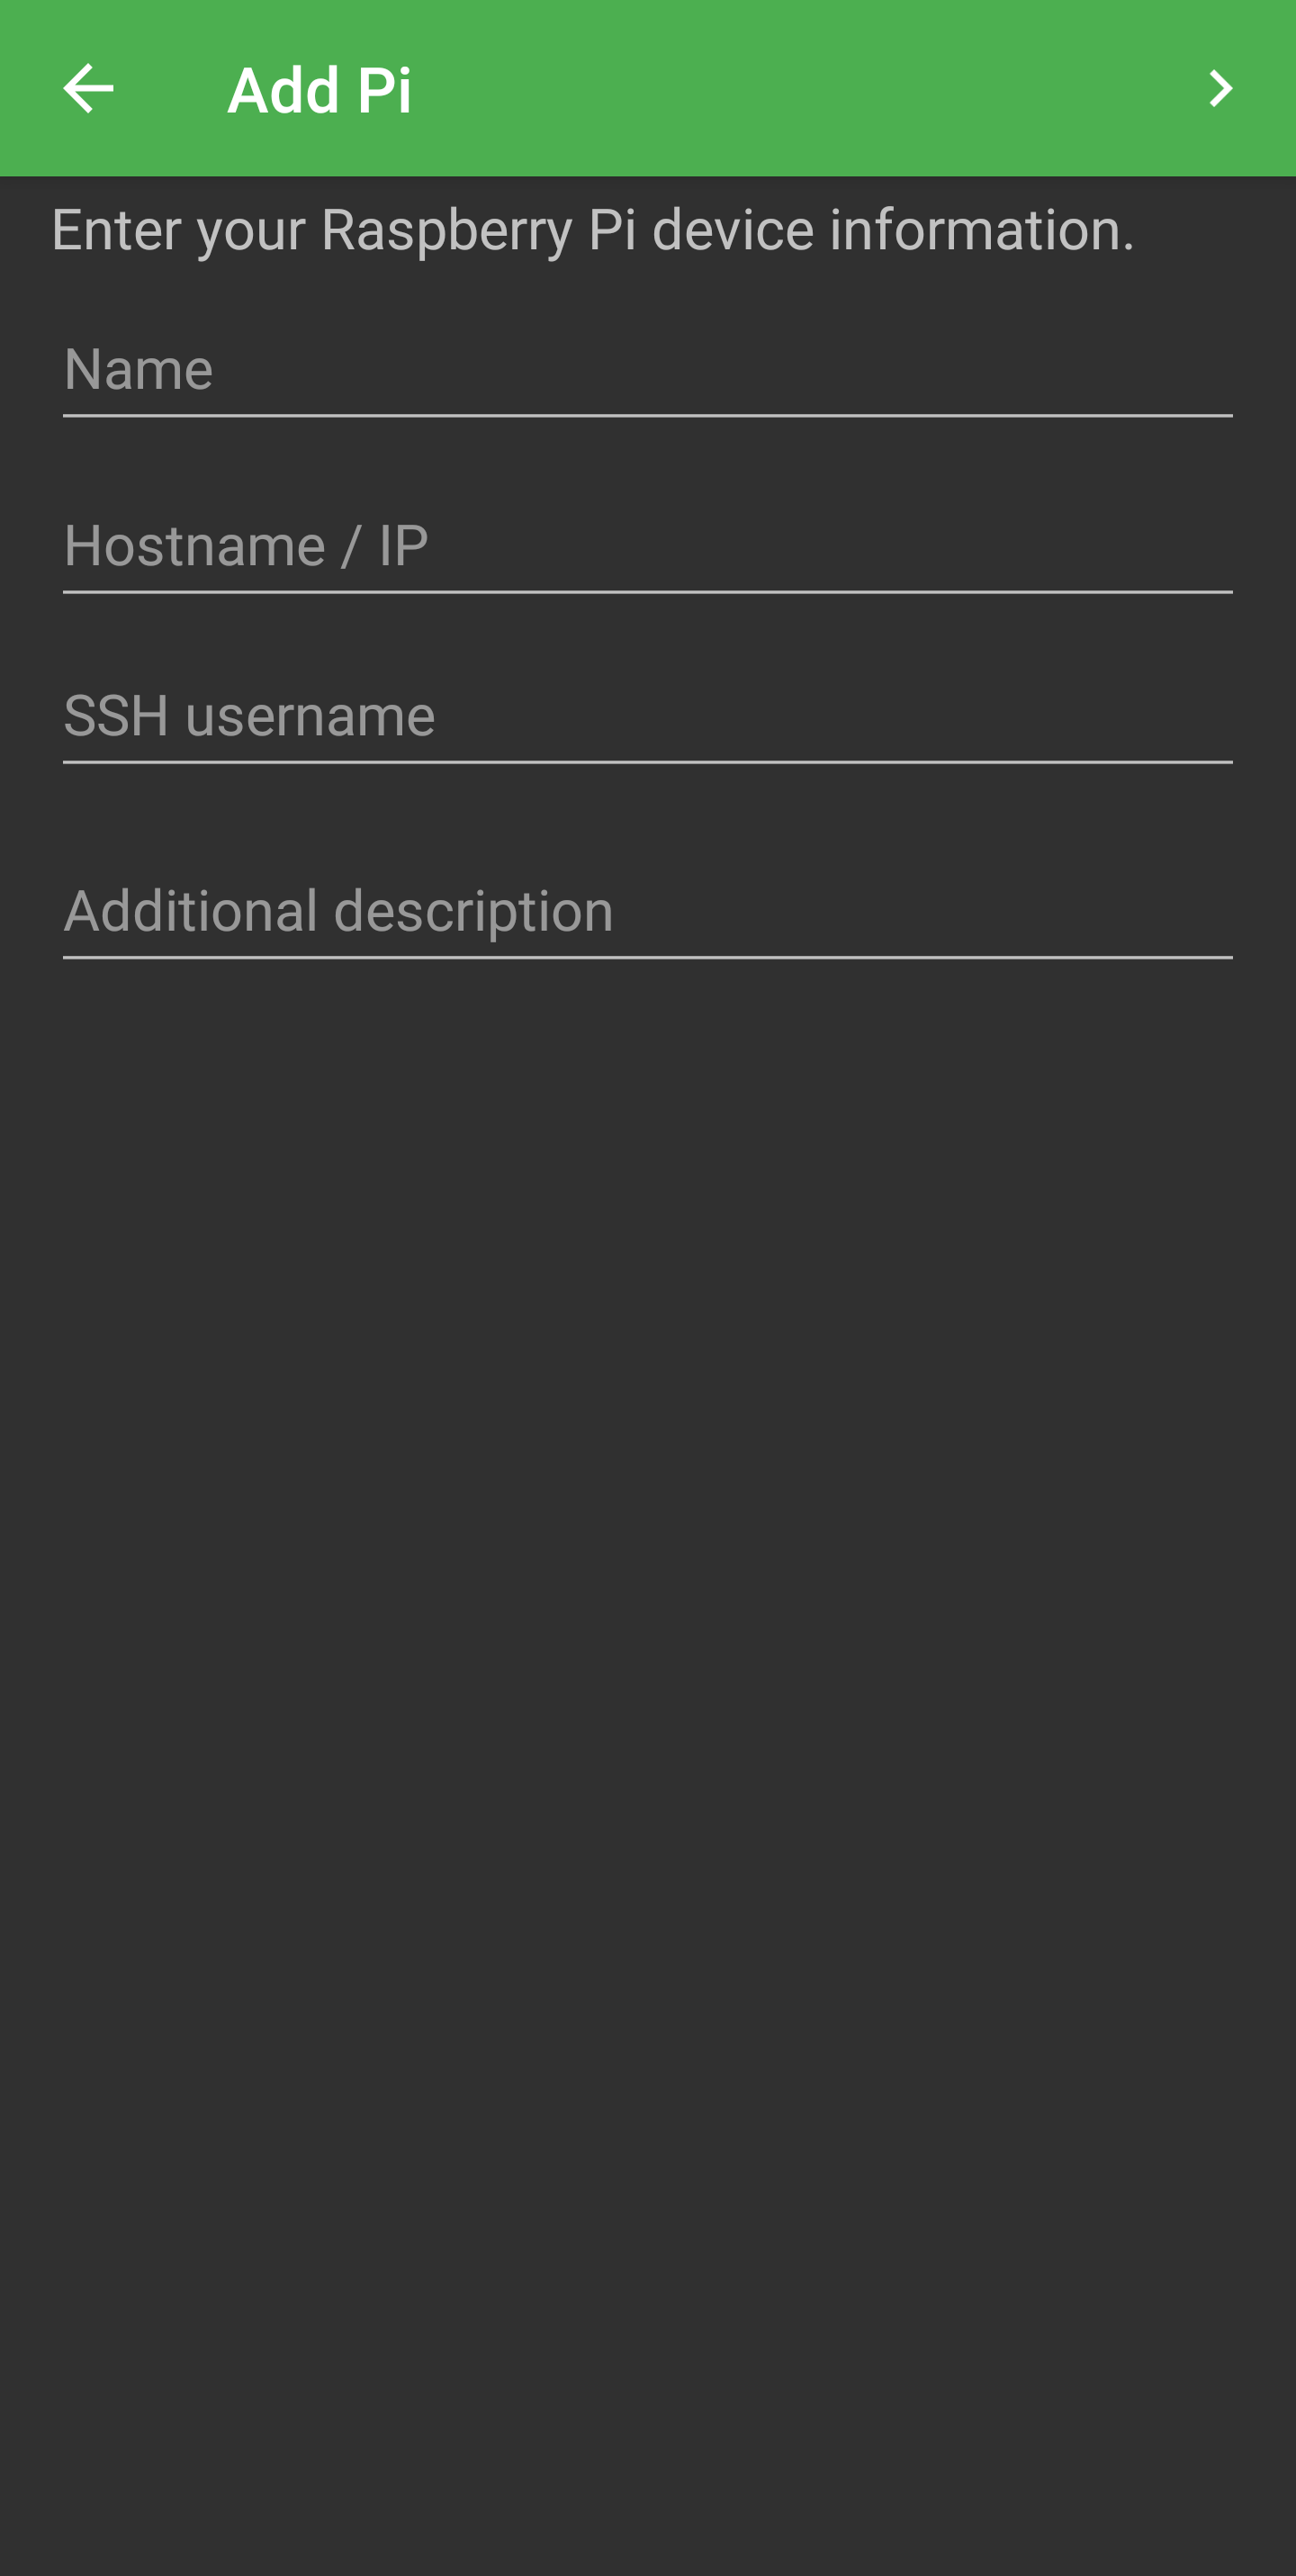 Add Pi
Enter your Raspberry Pi device information.
Name
Hostname / IP
SSH username
Additional description